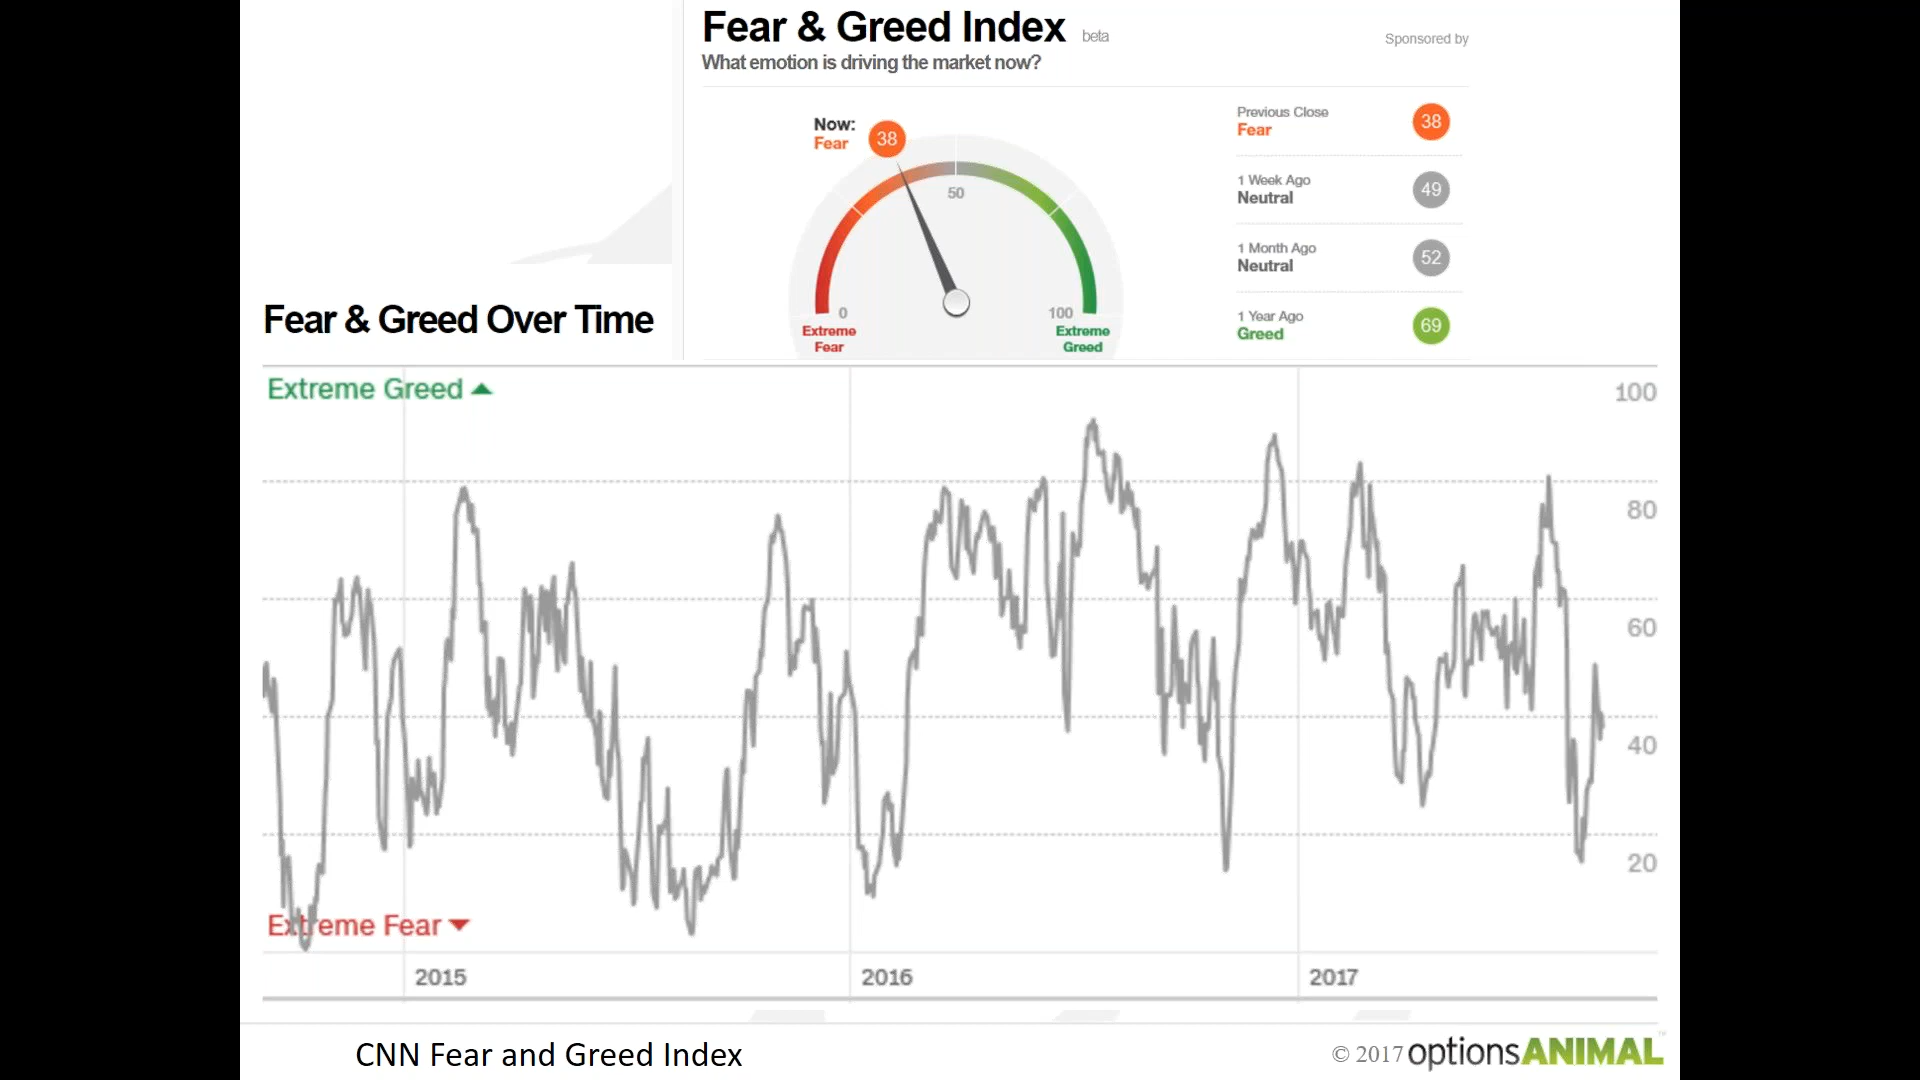 Fear & Greed Index beta
Sponsored by
What emotion is driving the market now?
Now:
Fear
38
50
0
100
Extreme
Fear
Extreme
Greed
Previous Close
Fear
38
1 Week Ago
Neutral
49
1 Month Ago
Neutral
52
1 Year Ago
Greed
69
Fear & Greed Over Time
Extreme Greed
100
80
60
40
20
Extreme Fear
2015
2016
2017
CNN Fear and Greed Index
© 2017 optionsANIMAL™